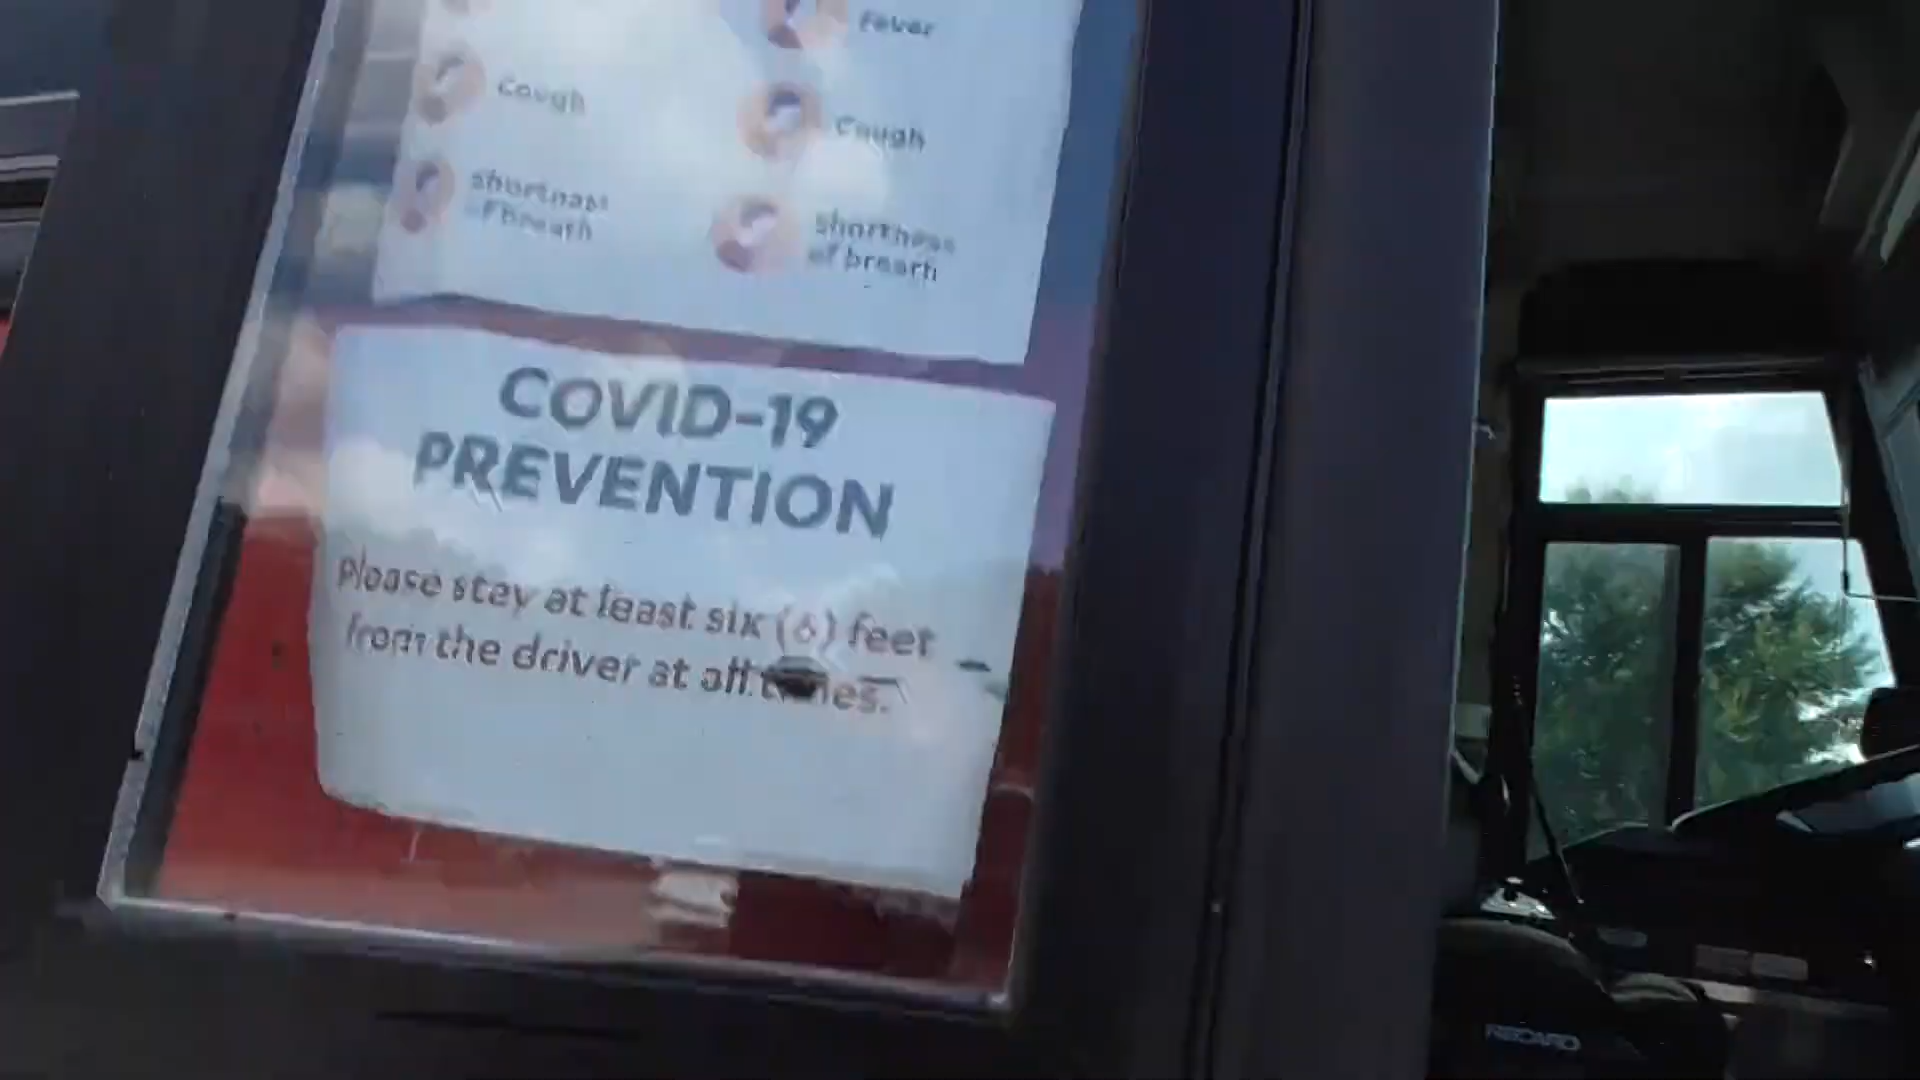 Fever
Cough
Cough
shortness
of breath
shortness
of breath
COVID-19
PREVENTION
Please stay at least six (6) feet
from the driver at all times.
RECARO